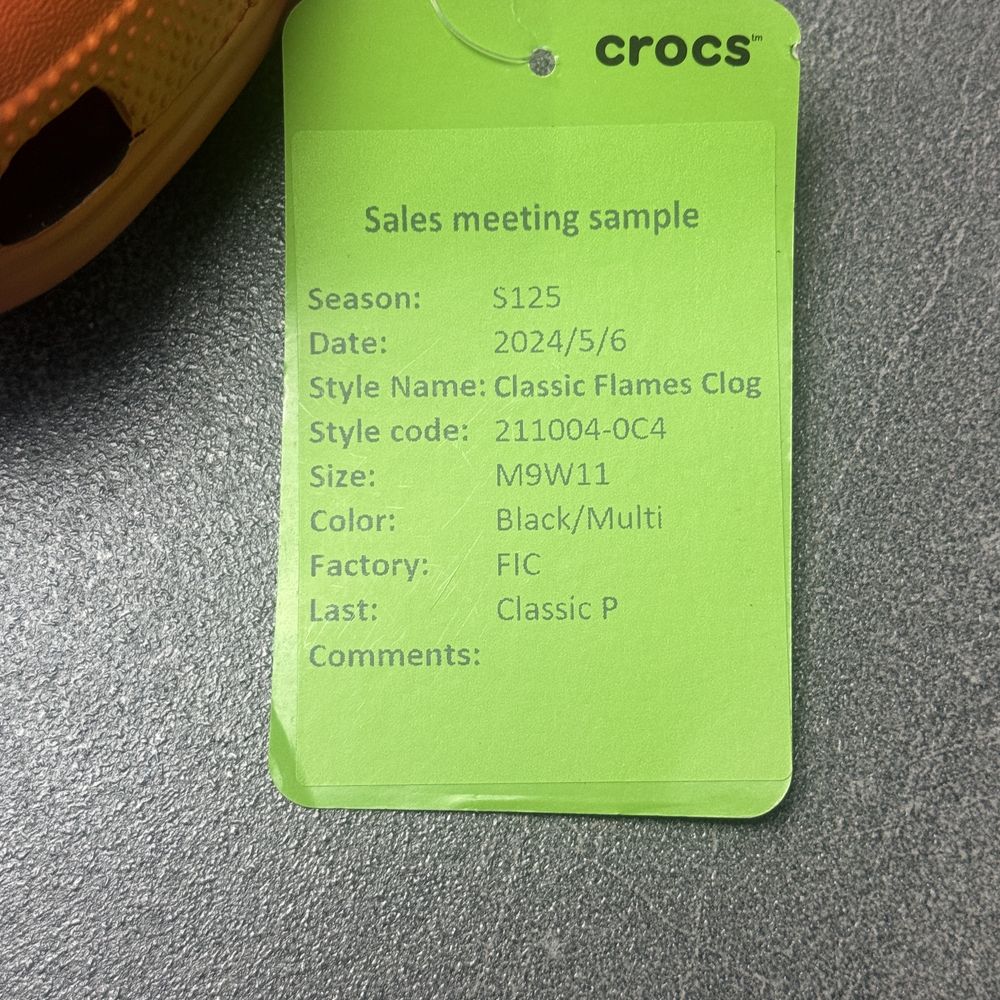 crocs™
Sales meeting sample
Season: S125
Date: 2024/5/6
Style Name: Classic Flames Clog
Style code: 211004-0C4
Size: M9W11
Color: Black/Multi
Factory: FIC
Last: Classic P
Comments: